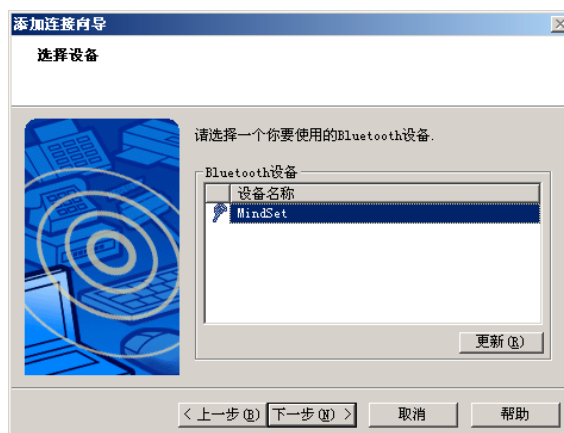 添加连接向导
选择设备
请选择一个你要使用的Bluetooth设备.
Bluetooth设备
设备名称
MindSet
更新(R)
< 上一步(B) 下一步(N) > 取消 帮助